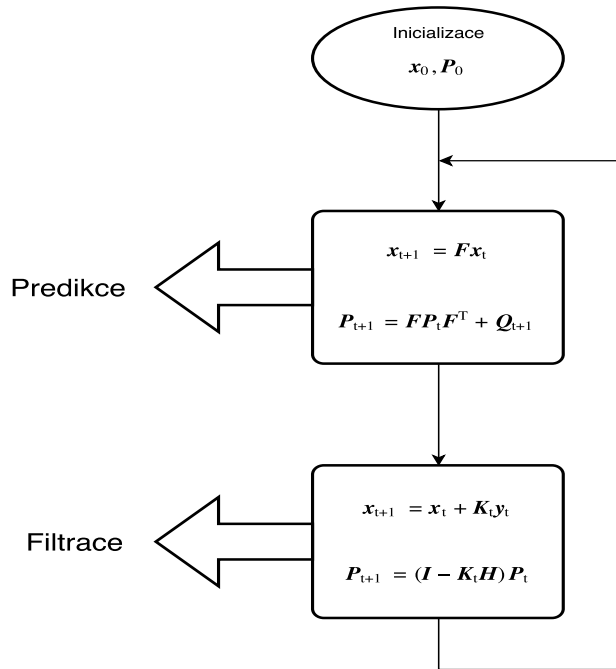 Inicializace
x₀, P₀
xₜ₊₁ = Fxₜ
Predikce
Pₜ₊₁ = FPₜFᵀ + Qₜ₊₁
xₜ₊₁ = xₜ + Kₜyₜ
Filtrace
Pₜ₊₁ = (I − KₜH) Pₜ